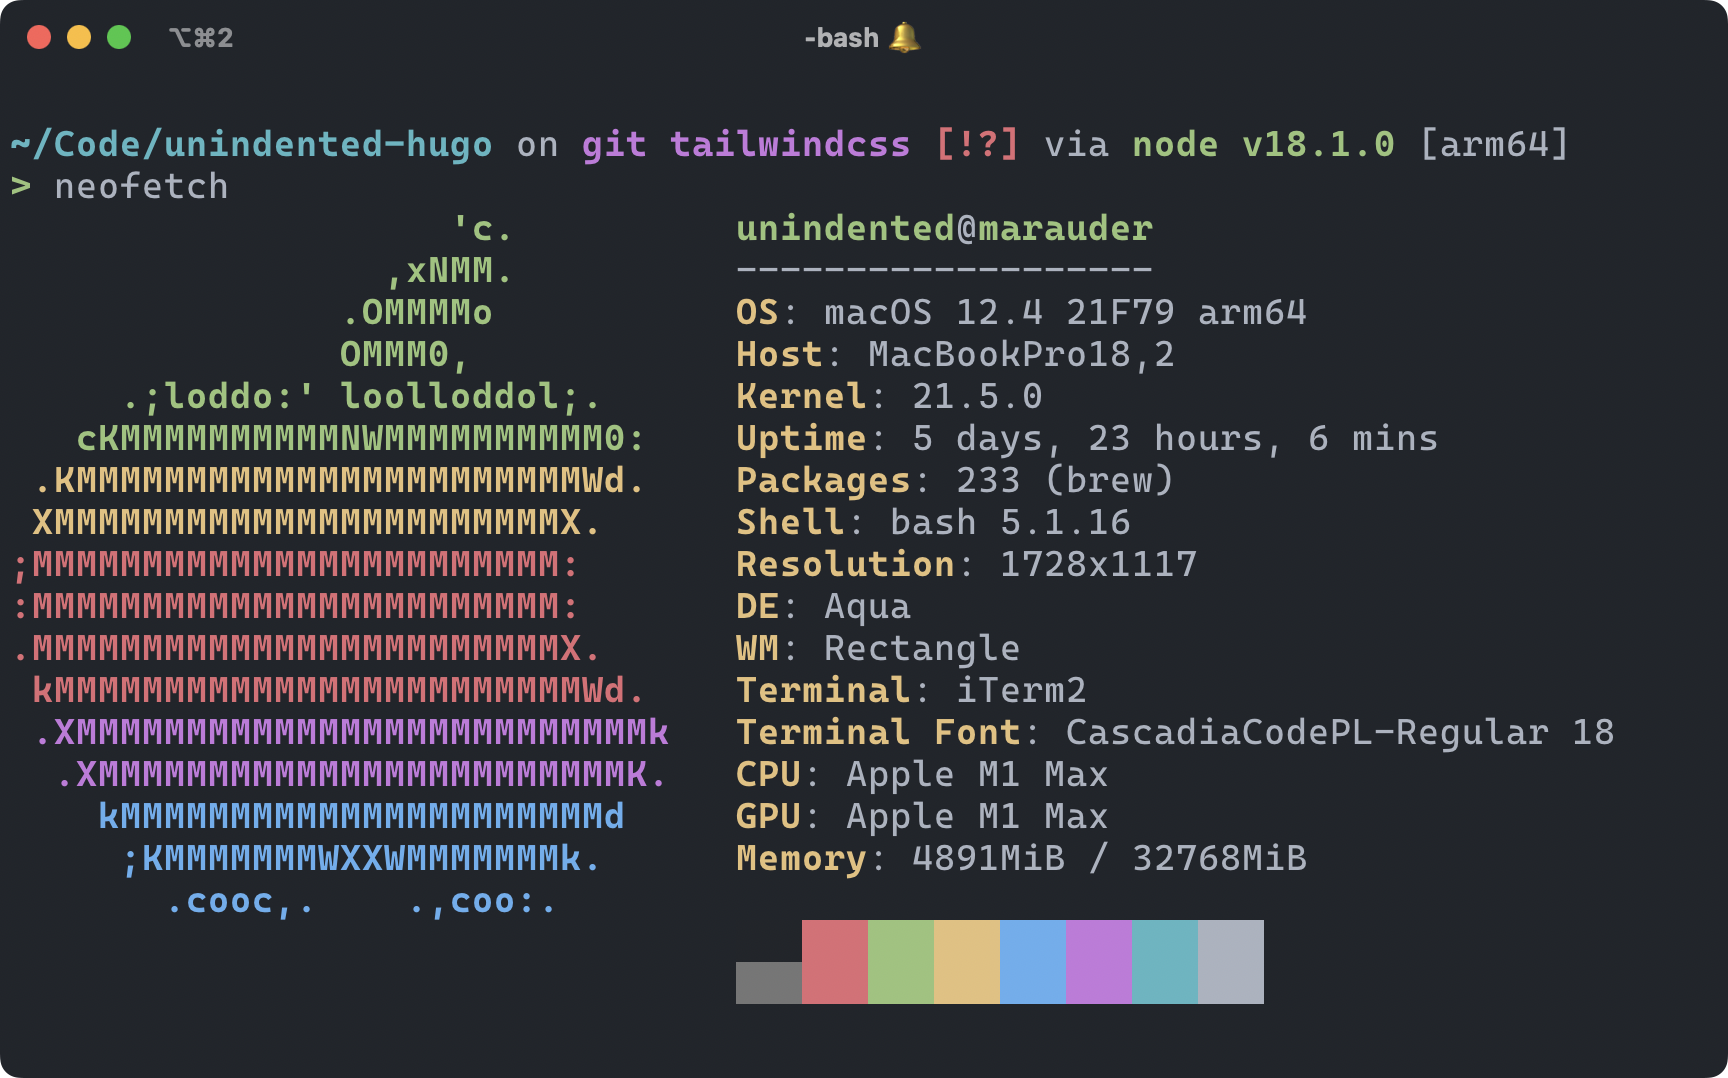 ⌥⌘2
-bash 🔔
~/Code/unindented-hugo on git tailwindcss [!?] via node v18.1.0 [arm64]
> neofetch
                    'c.          unindented@marauder
                 ,xNMM.          -------------------
               .OMMMMo           OS: macOS 12.4 21F79 arm64
               OMMM0,            Host: MacBookPro18,2
     .;loddo:' loolloddol;.      Kernel: 21.5.0
   cKMMMMMMMMMMNWMMMMMMMMMM0:    Uptime: 5 days, 23 hours, 6 mins
 .KMMMMMMMMMMMMMMMMMMMMMMMWd.    Packages: 233 (brew)
 XMMMMMMMMMMMMMMMMMMMMMMMX.      Shell: bash 5.1.16
;MMMMMMMMMMMMMMMMMMMMMMMM:       Resolution: 1728x1117
:MMMMMMMMMMMMMMMMMMMMMMMM:       DE: Aqua
.MMMMMMMMMMMMMMMMMMMMMMMMX.      WM: Rectangle
 kMMMMMMMMMMMMMMMMMMMMMMMMWd.    Terminal: iTerm2
 .XMMMMMMMMMMMMMMMMMMMMMMMMMMk   Terminal Font: CascadiaCodePL-Regular 18
  .XMMMMMMMMMMMMMMMMMMMMMMMMK.   CPU: Apple M1 Max
    kMMMMMMMMMMMMMMMMMMMMMMd     GPU: Apple M1 Max
     ;KMMMMMMMWXXWMMMMMMMk.      Memory: 4891MiB / 32768MiB
       .cooc,.    .,coo:.